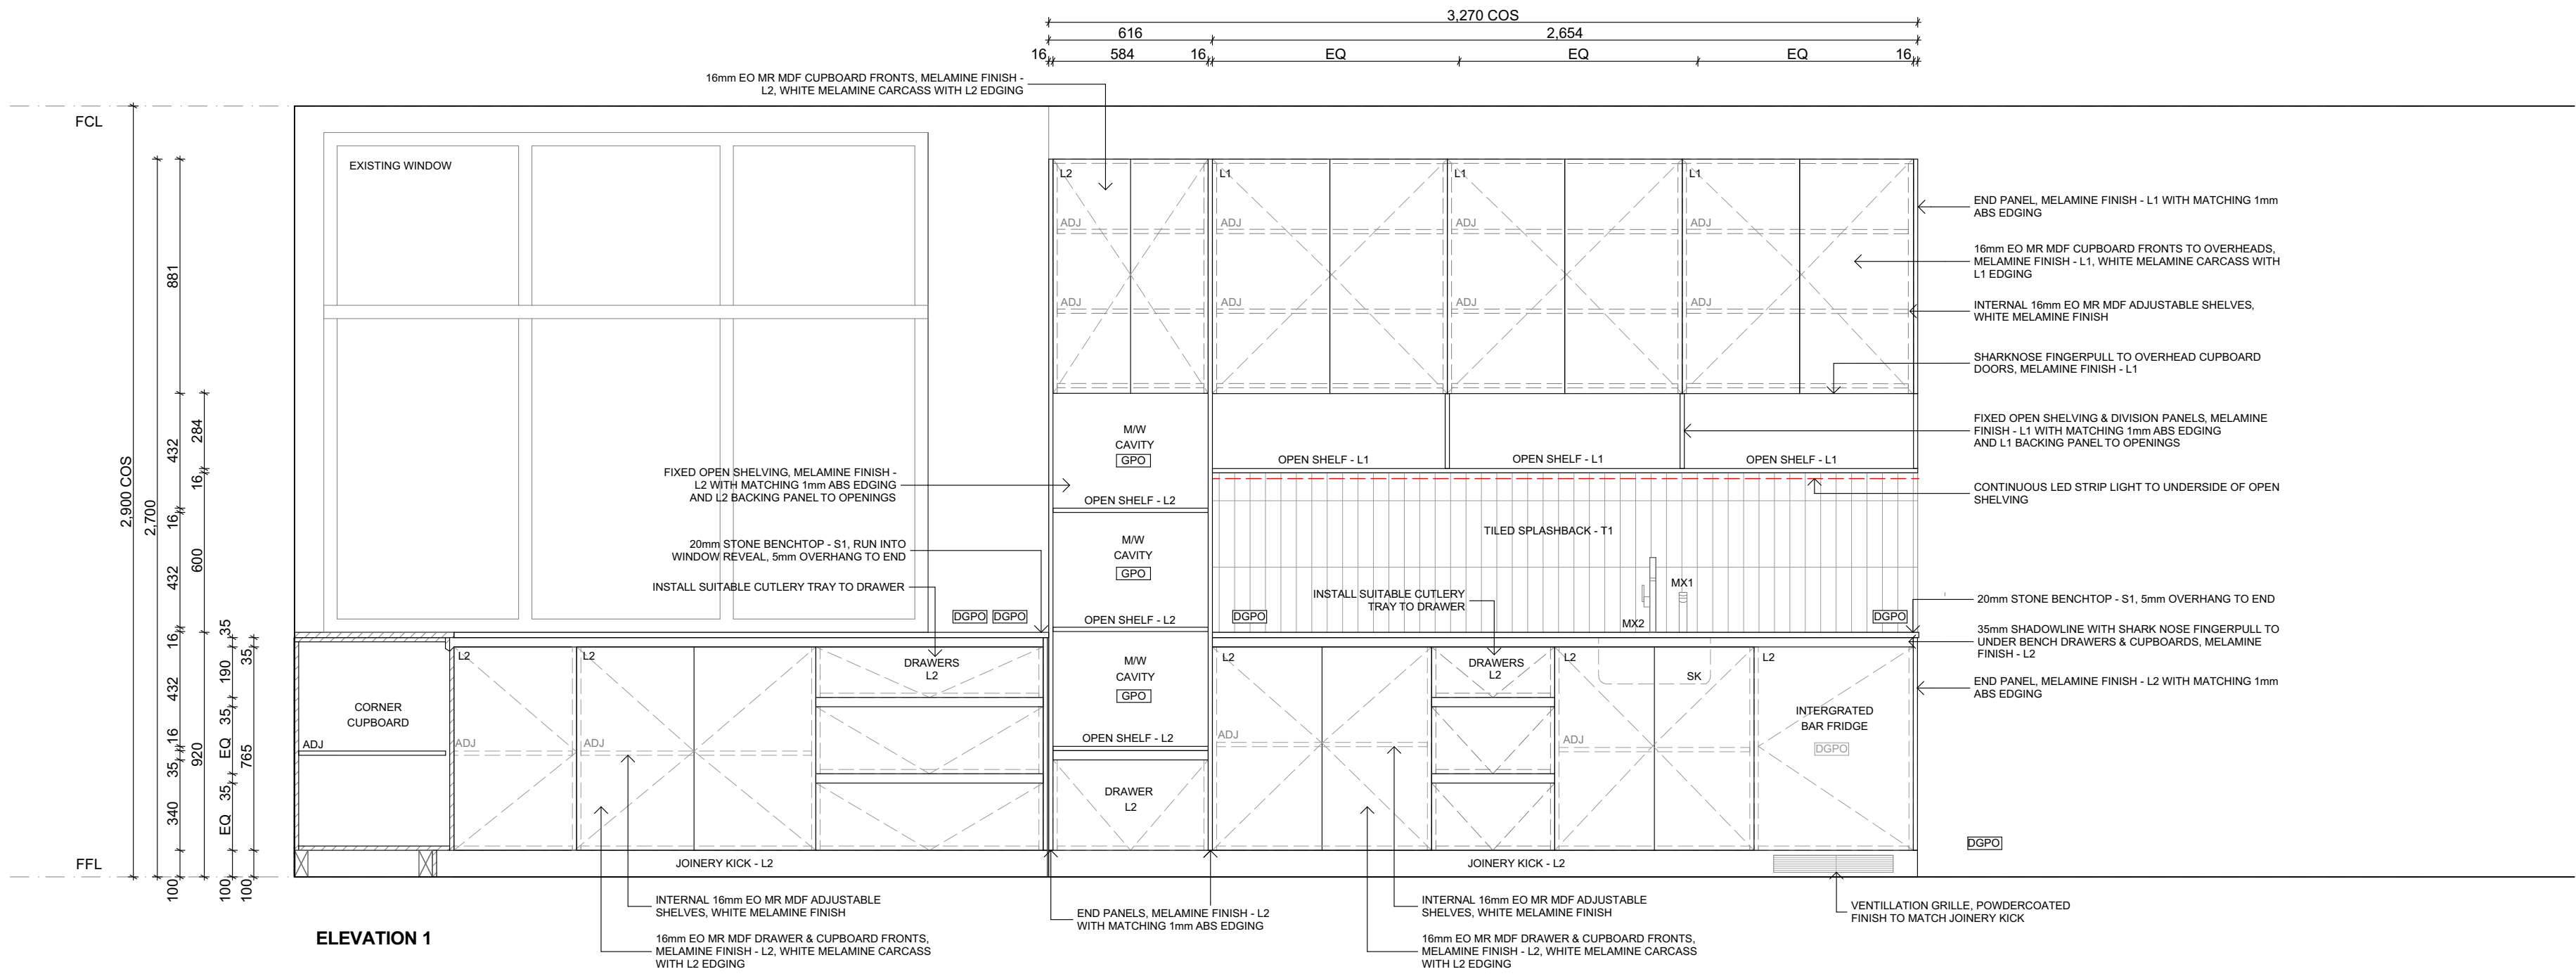 3,270 COS
616
2,654
16
584
16
EQ
EQ
EQ
16
16mm EO MR MDF CUPBOARD FRONTS, MELAMINE FINISH -
L2, WHITE MELAMINE CARCASS WITH L2 EDGING
FCL
EXISTING WINDOW
L2
L1
L1
L1
ADJ
ADJ
ADJ
ADJ
ADJ
ADJ
ADJ
ADJ
END PANEL, MELAMINE FINISH - L1 WITH MATCHING 1mm
ABS EDGING
16mm EO MR MDF CUPBOARD FRONTS TO OVERHEADS,
MELAMINE FINISH - L1, WHITE MELAMINE CARCASS WITH
L1 EDGING
INTERNAL 16mm EO MR MDF ADJUSTABLE SHELVES,
WHITE MELAMINE FINISH
SHARKNOSE FINGERPULL TO OVERHEAD CUPBOARD
DOORS, MELAMINE FINISH - L1
FIXED OPEN SHELVING & DIVISION PANELS, MELAMINE
FINISH - L1 WITH MATCHING 1mm ABS EDGING
AND L1 BACKING PANEL TO OPENINGS
CONTINUOUS LED STRIP LIGHT TO UNDERSIDE OF OPEN
SHELVING
20mm STONE BENCHTOP - S1, 5mm OVERHANG TO END
35mm SHADOWLINE WITH SHARK NOSE FINGERPULL TO
UNDER BENCH DRAWERS & CUPBOARDS, MELAMINE
FINISH - L2
END PANEL, MELAMINE FINISH - L2 WITH MATCHING 1mm
ABS EDGING
2,900 COS
2,700
881
432
16
432
16
432
16
35
340
100
284
16
600
920
35
190
35
EQ
35
EQ
100
35
765
100
M/W
CAVITY
GPO
OPEN SHELF - L2
M/W
CAVITY
GPO
OPEN SHELF - L2
M/W
CAVITY
GPO
OPEN SHELF - L2
DRAWER
L2
OPEN SHELF - L1
OPEN SHELF - L1
OPEN SHELF - L1
FIXED OPEN SHELVING, MELAMINE FINISH -
L2 WITH MATCHING 1mm ABS EDGING
AND L2 BACKING PANEL TO OPENINGS
20mm STONE BENCHTOP - S1, RUN INTO
WINDOW REVEAL, 5mm OVERHANG TO END
INSTALL SUITABLE CUTLERY TRAY TO DRAWER
DGPO
DGPO
TILED SPLASHBACK - T1
INSTALL SUITABLE CUTLERY
TRAY TO DRAWER
MX1
MX2
DGPO
DGPO
L2
L2
DRAWERS
L2
CORNER
CUPBOARD
ADJ
ADJ
ADJ
L2
DRAWERS
L2
L2
SK
L2
ADJ
ADJ
INTERGRATED
BAR FRIDGE
DGPO
DGPO
FFL
JOINERY KICK - L2
JOINERY KICK - L2
INTERNAL 16mm EO MR MDF ADJUSTABLE
SHELVES, WHITE MELAMINE FINISH
16mm EO MR MDF DRAWER & CUPBOARD FRONTS,
MELAMINE FINISH - L2, WHITE MELAMINE CARCASS
WITH L2 EDGING
END PANELS, MELAMINE FINISH - L2
WITH MATCHING 1mm ABS EDGING
INTERNAL 16mm EO MR MDF ADJUSTABLE
SHELVES, WHITE MELAMINE FINISH
16mm EO MR MDF DRAWER & CUPBOARD FRONTS,
MELAMINE FINISH - L2, WHITE MELAMINE CARCASS
WITH L2 EDGING
VENTILATION GRILLE, POWDERCOATED
FINISH TO MATCH JOINERY KICK
ELEVATION 1